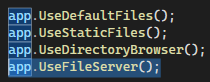 app.UseDefaultFiles();
app.UseStaticFiles();
app.UseDirectoryBrowser();
app.UseFileServer();